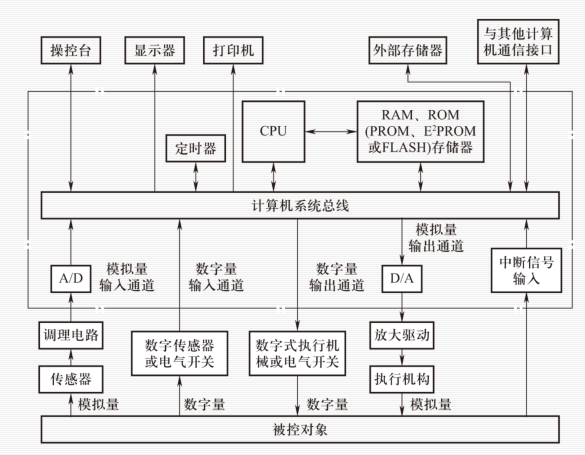 操控台
显示器
打印机
外部存储器
与其他计算
机通信接口
CPU
RAM、ROM
(PROM、E²PROM
或FLASH)存储器
定时器
计算机系统总线
A/D
模拟量
输入通道
数字量
输入通道
数字量
输出通道
模拟量
输出通道
D/A
中断信号
输入
调理电路
数字传感器
或电气开关
数字式执行机
械或电气开关
放大驱动
传感器
执行机构
模拟量
数字量
数字量
模拟量
被控对象